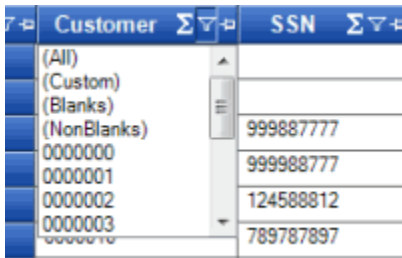 Customer Σ SSN Σ
(All)
(Custom)
(Blanks)
(NonBlanks) 999887777
0000000
0000001 999988777
0000002 124588812
0000003
789787897